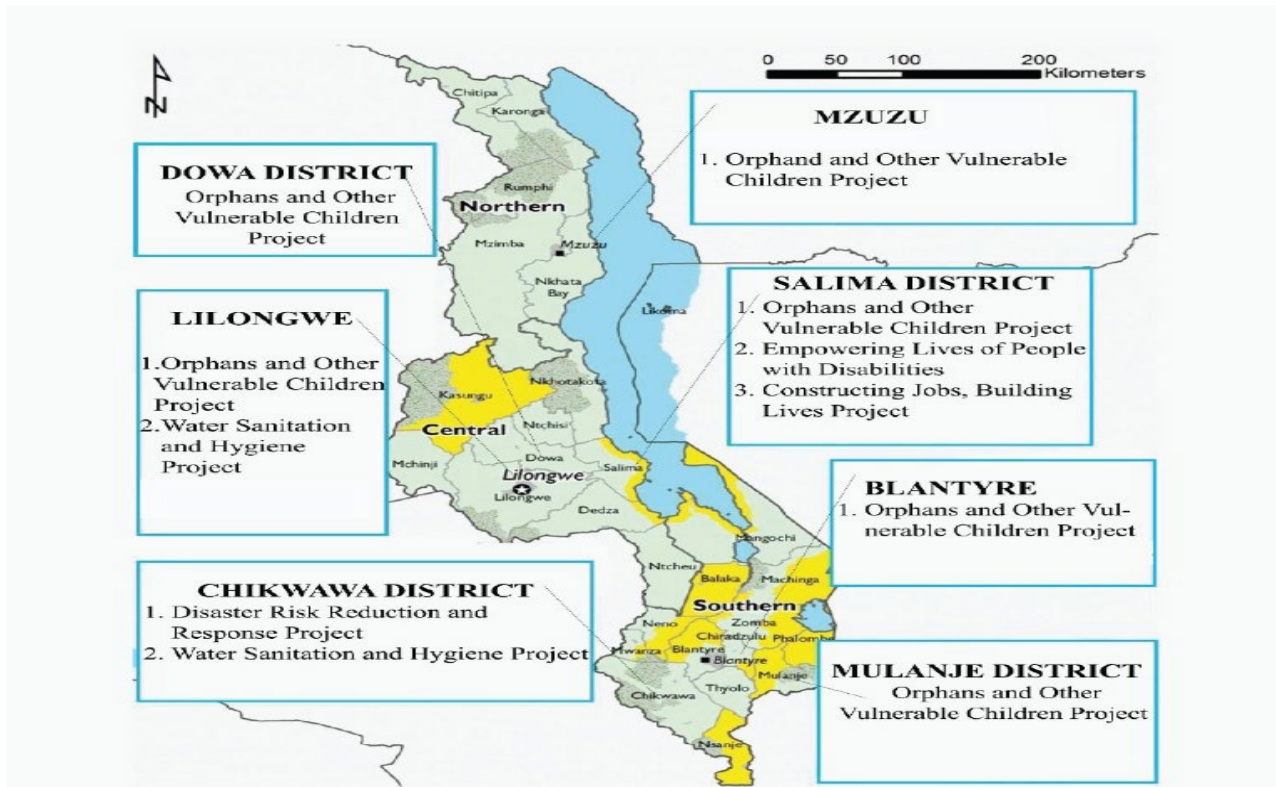 N
0 50 100 200
Kilometers
MZUZU
1. Orphand and Other Vulnerable
Children Project
DOWA DISTRICT
Orphans and Other
Vulnerable Children
Project
SALIMA DISTRICT
1. Orphans and Other
Vulnerable Children Project
2. Empowering Lives of People
with Disabilities
3. Constructing Jobs, Building
Lives Project
LILONGWE
1.Orphans and Other
Vulnerable Children
Project
2.Water Sanitation
and Hygiene
Project
BLANTYRE
1. Orphans and Other Vul-
nerable Children Project
CHIKWAWA DISTRICT
1. Disaster Risk Reduction and
Response Project
2. Water Sanitation and Hygiene Project
MULANJE DISTRICT
Orphans and Other
Vulnerable Children Project
Chitipa
Karonga
Rumphi
Northern
Mzimba
Mzuzu
Nkhata
Bay
Likoma
Kasungu
Nkhotakota
Central
Ntchisi
Mchinji
Dowa
Salima
Lilongwe
Lilongwe
Dedza
Mangochi
Ntcheu
Balaka
Machinga
Southern
Neno
Zomba
Chiradzulu
Phalombe
Mwanza
Blantyre
Blantyre
Mulanje
Thyolo
Chikwawa
Nsanje